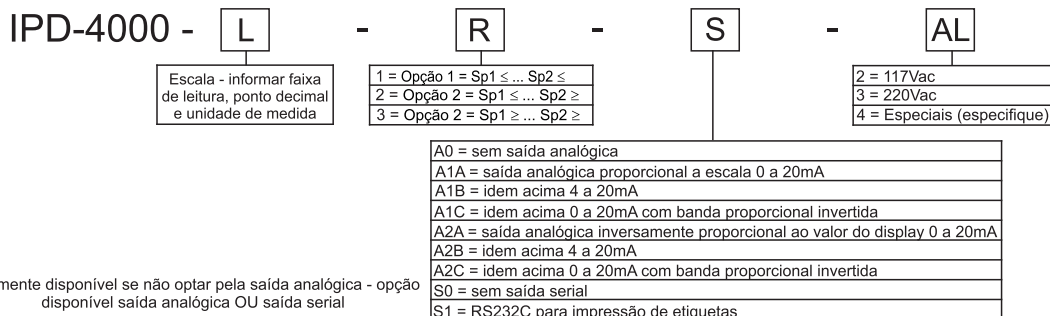 IPD-4000 - L - R - S - AL
Escala - informar faixa
de leitura, ponto decimal
e unidade de medida
1 = Opção 1 = Sp1 ≤ ... Sp2 ≤
2 = Opção 2 = Sp1 ≤ ... Sp2 ≥
3 = Opção 2 = Sp1 ≥ ... Sp2 ≥
2 = 117Vac
3 = 220Vac
4 = Especiais (especifique)
A0 = sem saída analógica
A1A = saída analógica proporcional a escala 0 a 20mA
A1B = idem acima 4 a 20mA
A1C = idem acima 0 a 20mA com banda proporcional invertida
A2A = saída analógica inversamente proporcional ao valor do display 0 a 20mA
A2B = idem acima 4 a 20mA
A2C = idem acima 0 a 20mA com banda proporcional invertida
S0 = sem saída serial
S1 = RS232C para impressão de etiquetas
mente disponível se não optar pela saída analógica - opção
disponível saída analógica OU saída serial